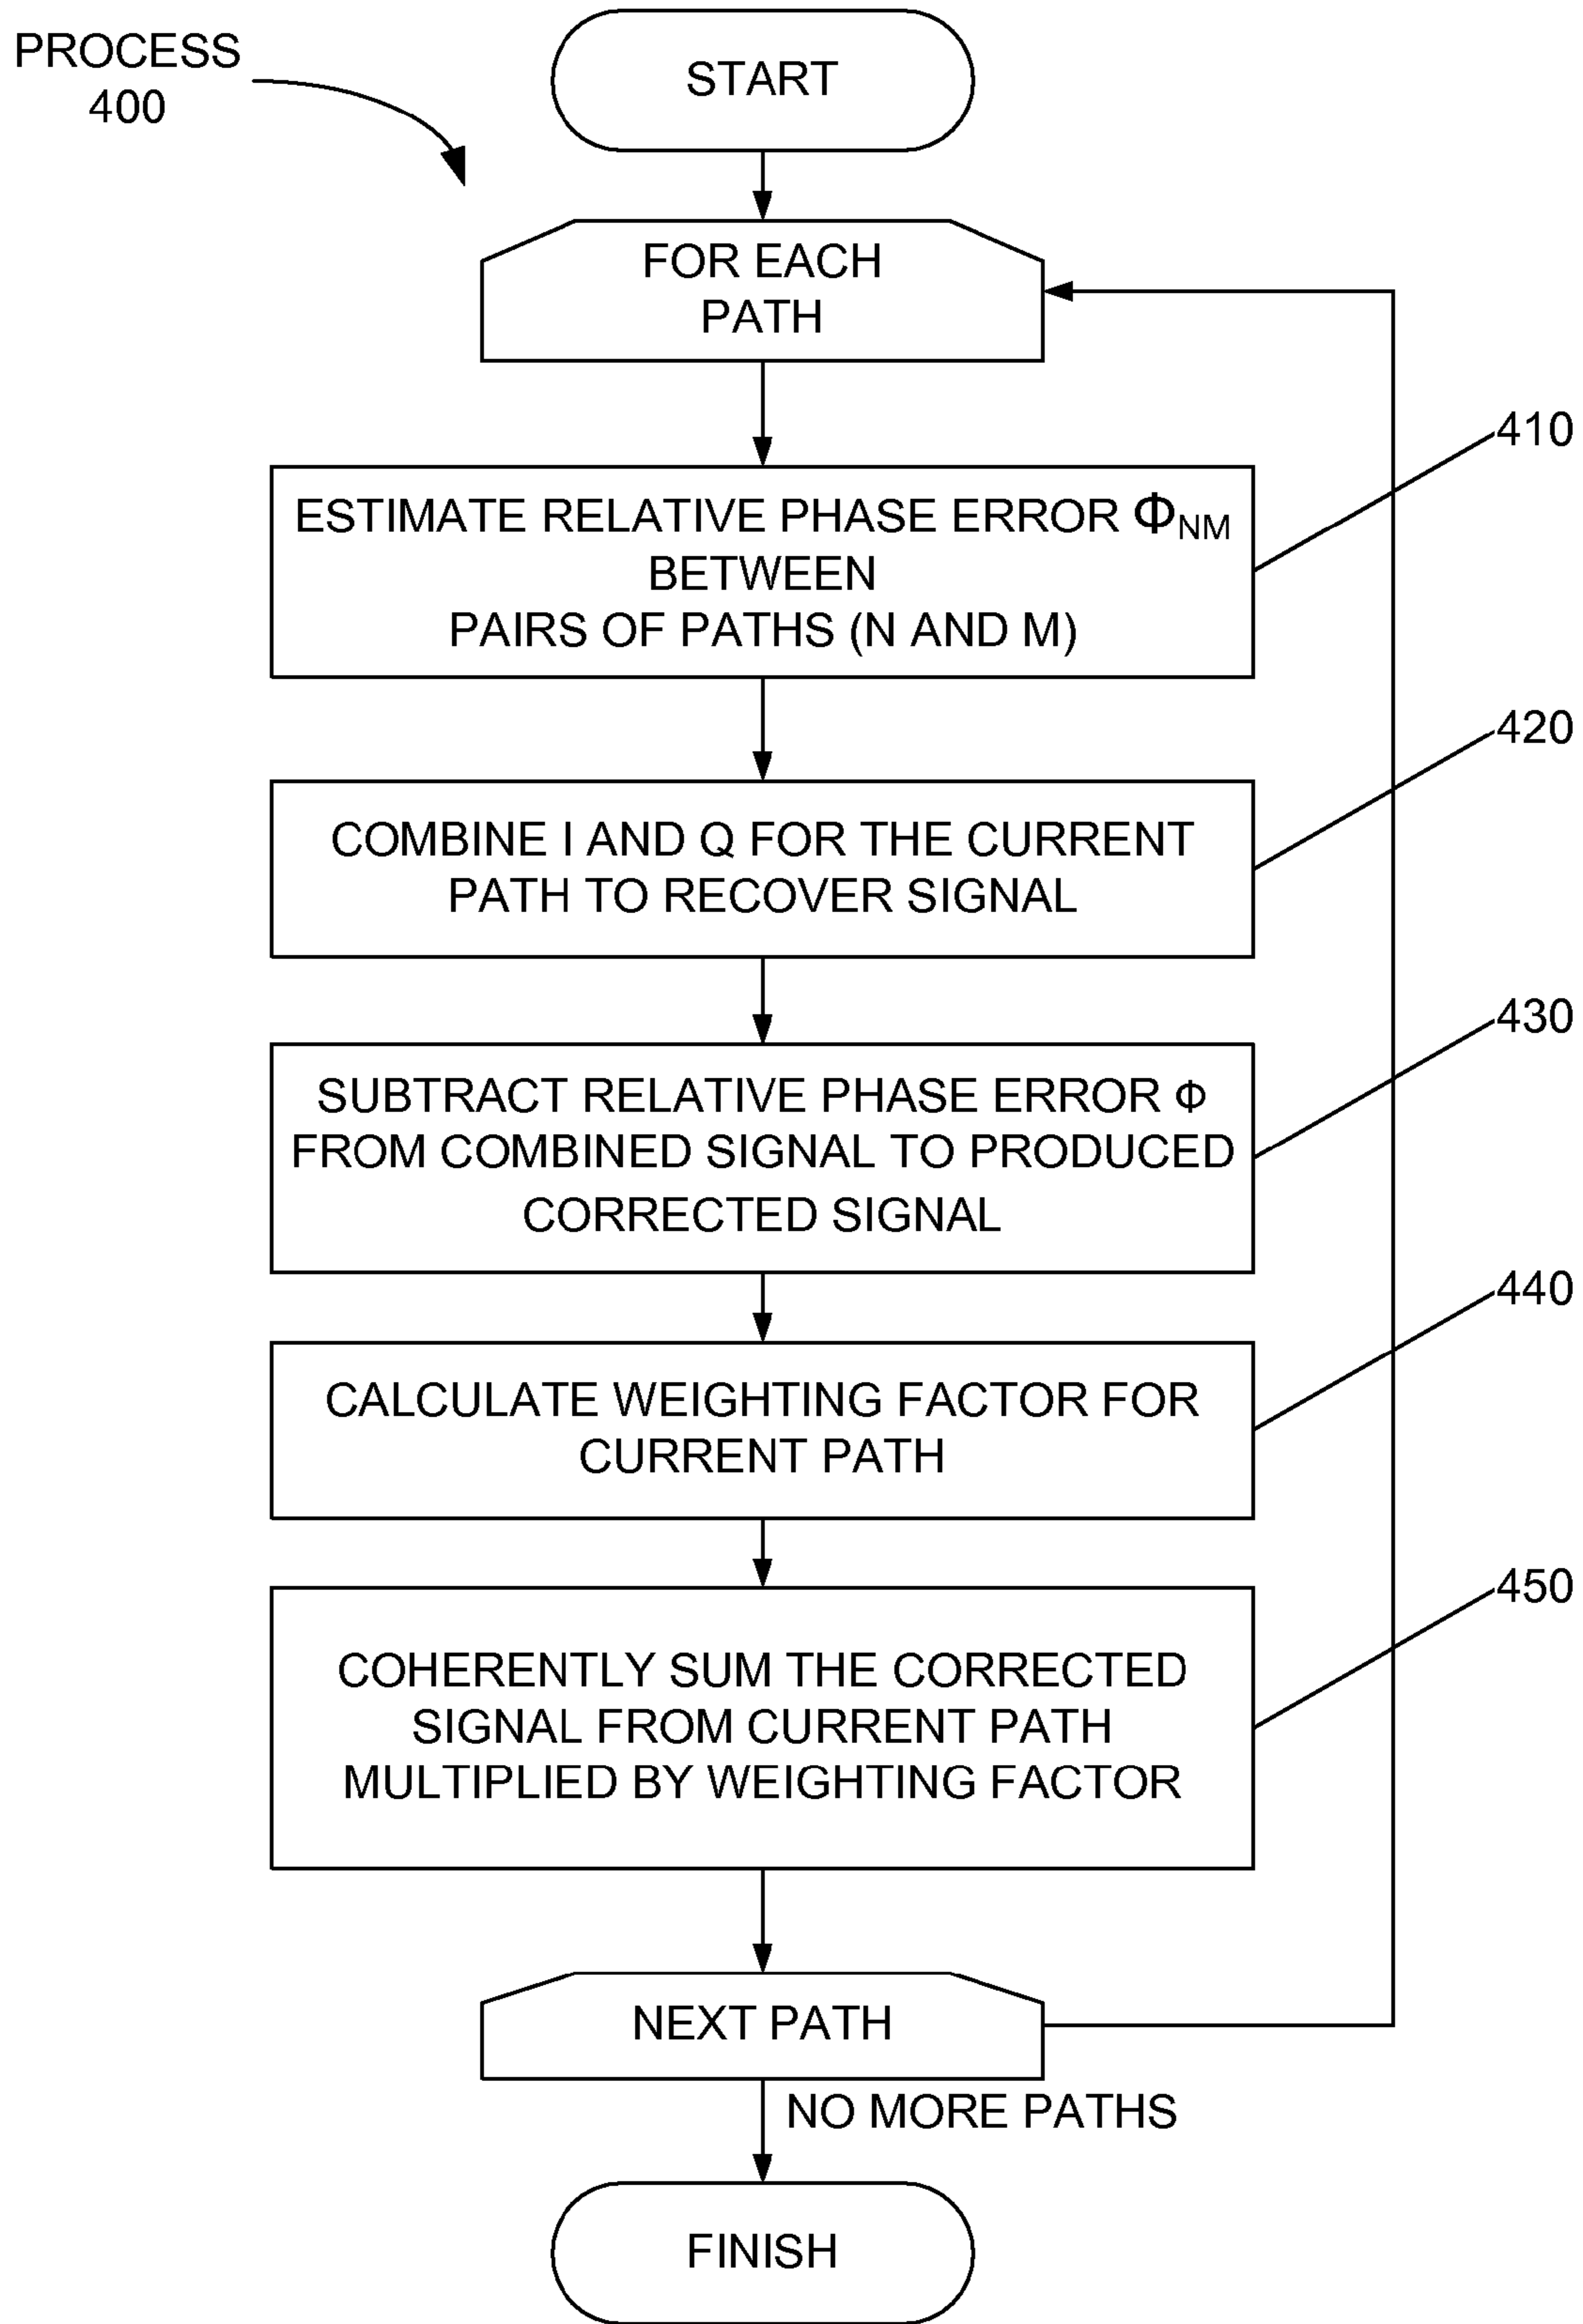 PROCESS
400
START
FOR EACH
PATH
410
ESTIMATE RELATIVE PHASE ERROR Φ_NM
BETWEEN
PAIRS OF PATHS (N AND M)
420
COMBINE I AND Q FOR THE CURRENT
PATH TO RECOVER SIGNAL
430
SUBTRACT RELATIVE PHASE ERROR Φ
FROM COMBINED SIGNAL TO PRODUCED
CORRECTED SIGNAL
440
CALCULATE WEIGHTING FACTOR FOR
CURRENT PATH
450
COHERENTLY SUM THE CORRECTED
SIGNAL FROM CURRENT PATH
MULTIPLIED BY WEIGHTING FACTOR
NEXT PATH
NO MORE PATHS
FINISH